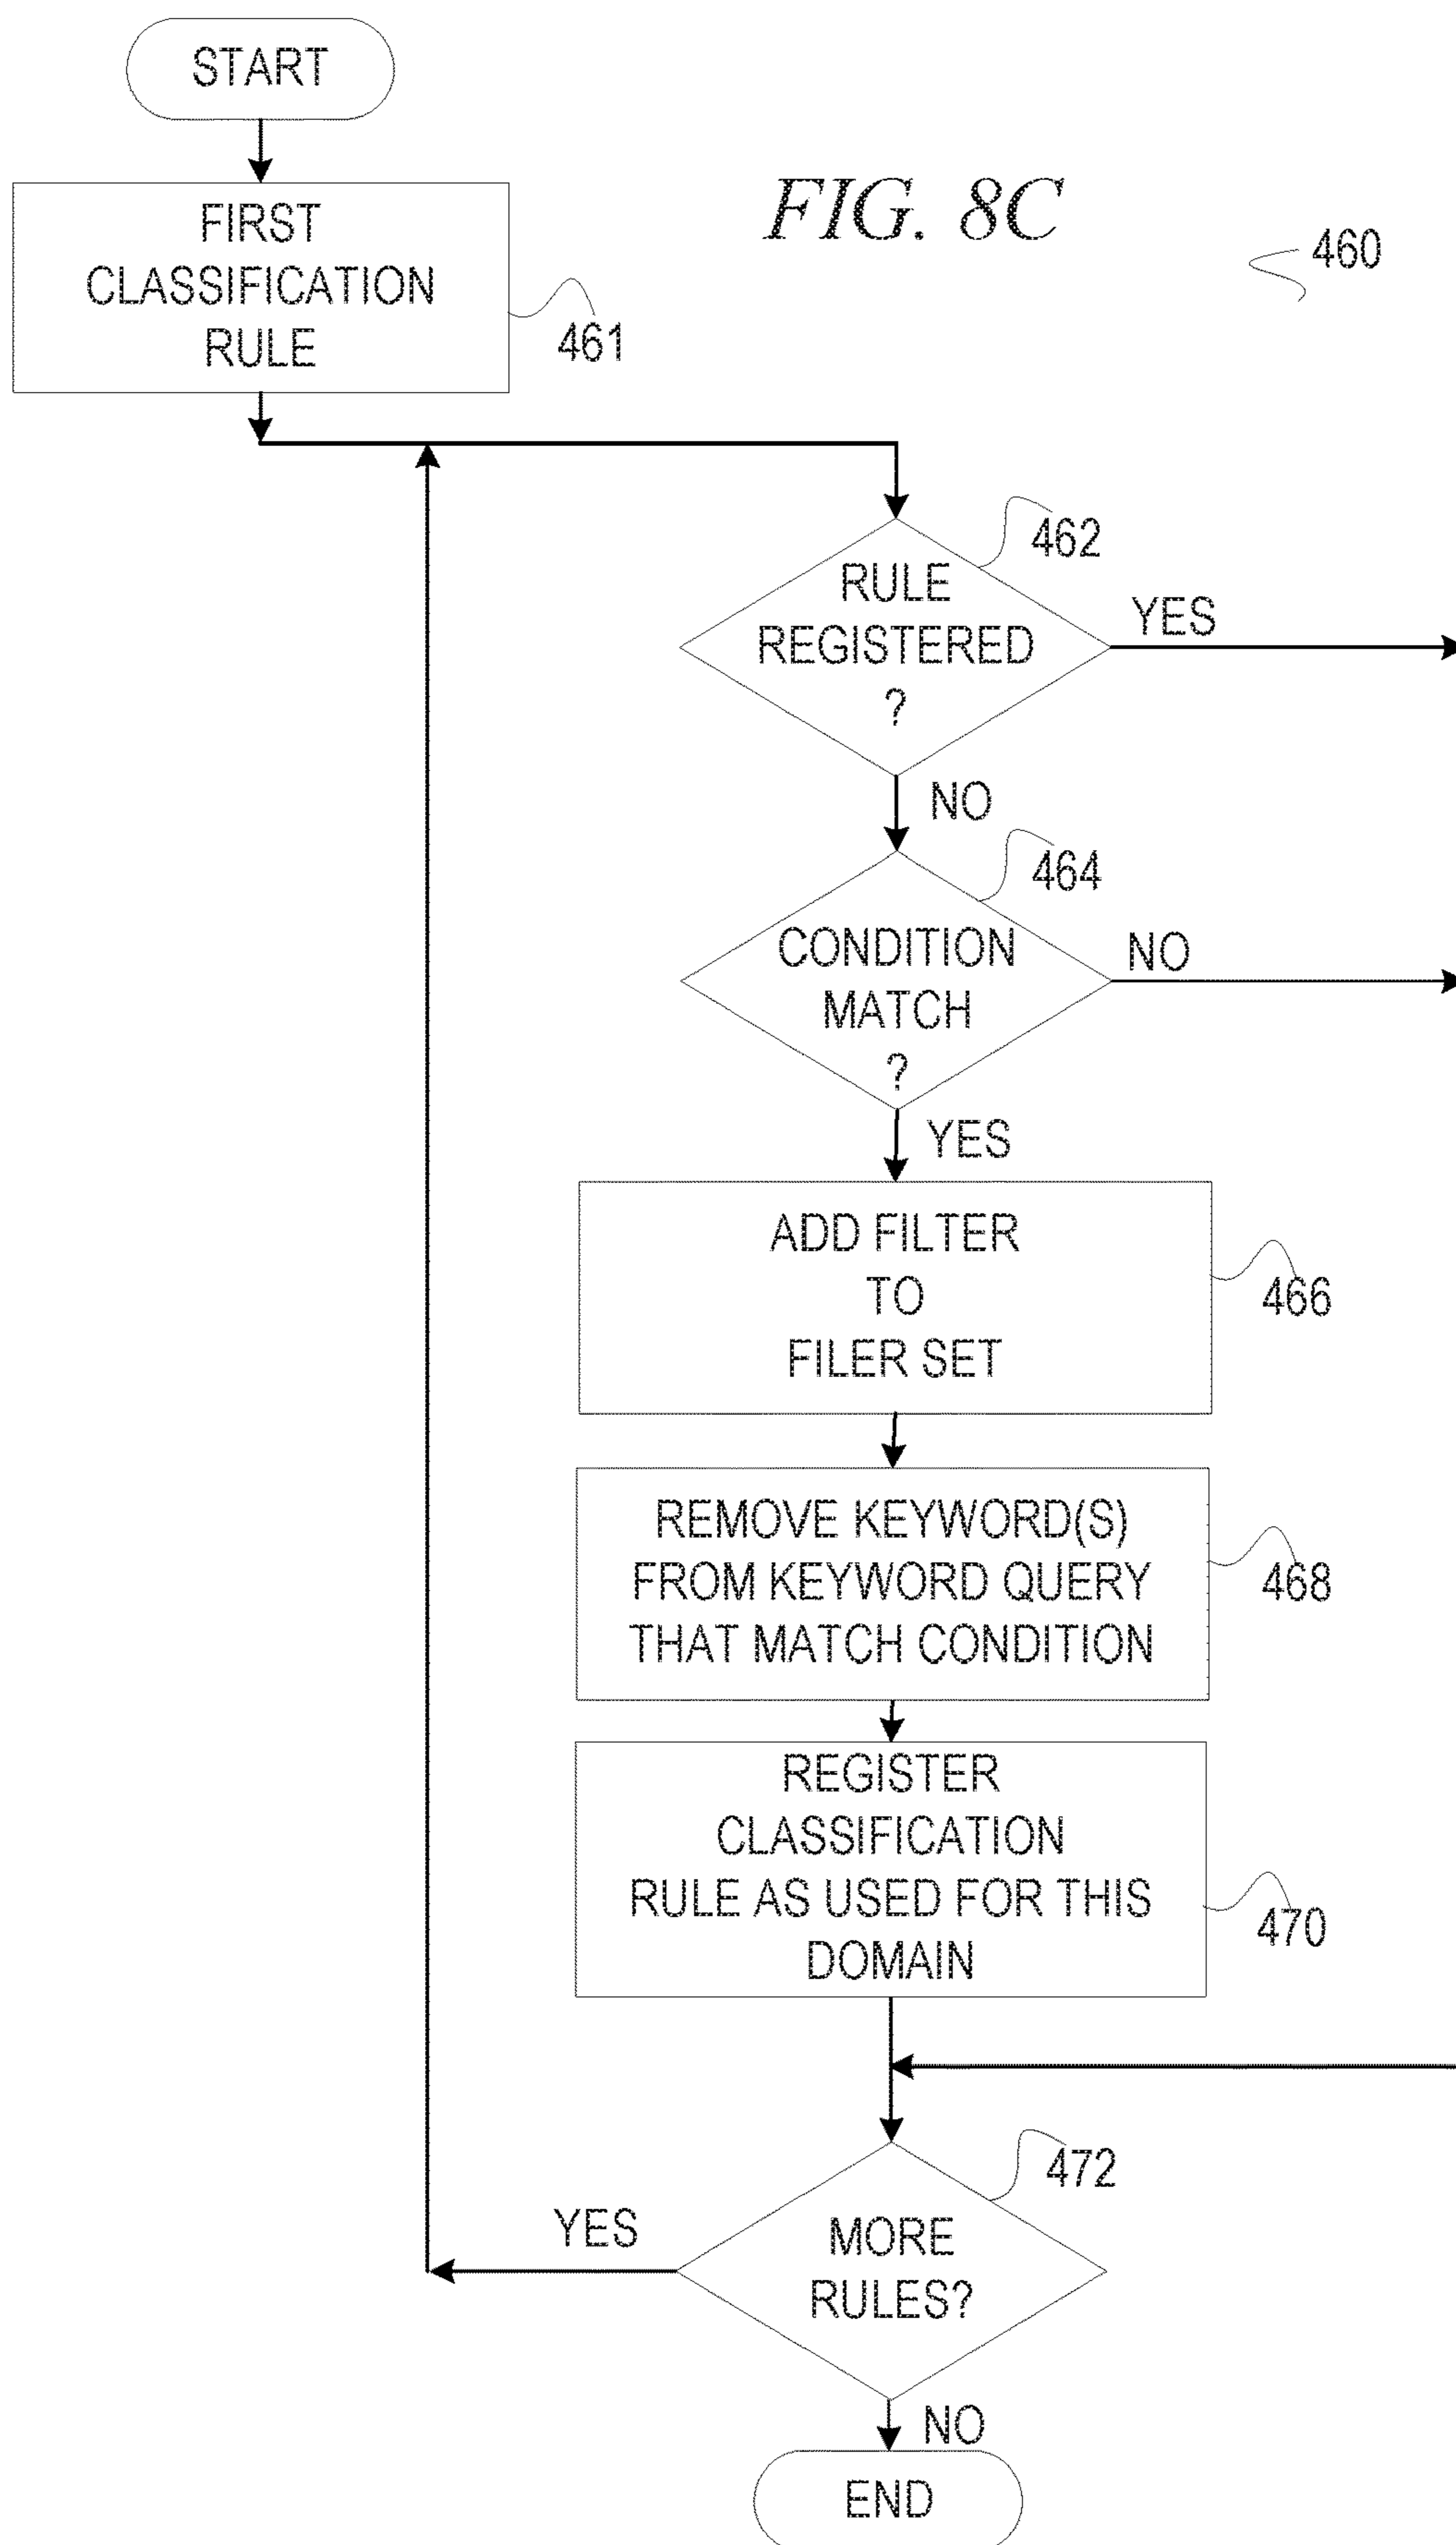 START
FIRST
CLASSIFICATION
RULE
461
FIG. 8C
460
462
RULE
REGISTERED
?
YES
NO
464
CONDITION
MATCH
?
NO
YES
ADD FILTER
TO
FILER SET
466
REMOVE KEYWORD(S)
FROM KEYWORD QUERY
THAT MATCH CONDITION
468
REGISTER
CLASSIFICATION
RULE AS USED FOR THIS
DOMAIN
470
472
MORE
RULES?
YES
NO
END